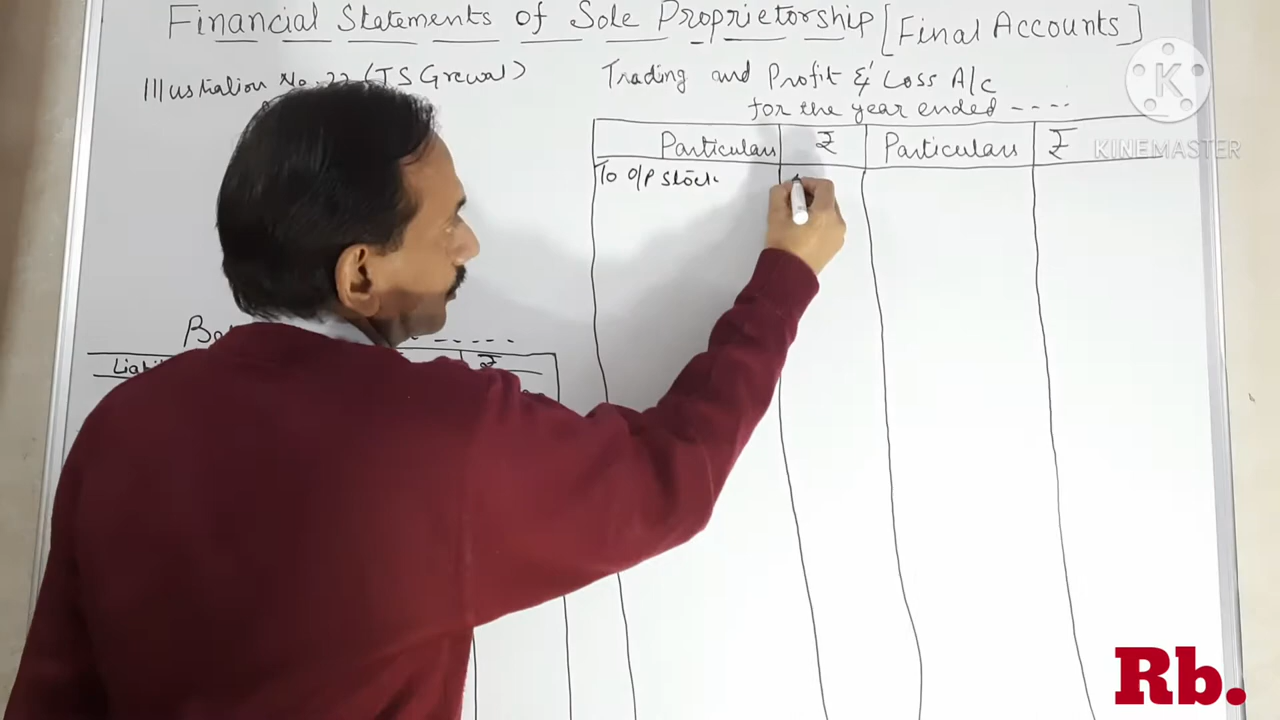 Financial Statements of Sole Proprietorship [Final Accounts]
Illustration No. 22 (TS Grewal)
Trading and Profit & Loss A/c
for the year ended ----
Particulars ₹ Particulars ₹
To O/P Stock
-----
₹
KINEMASTER
Rb.